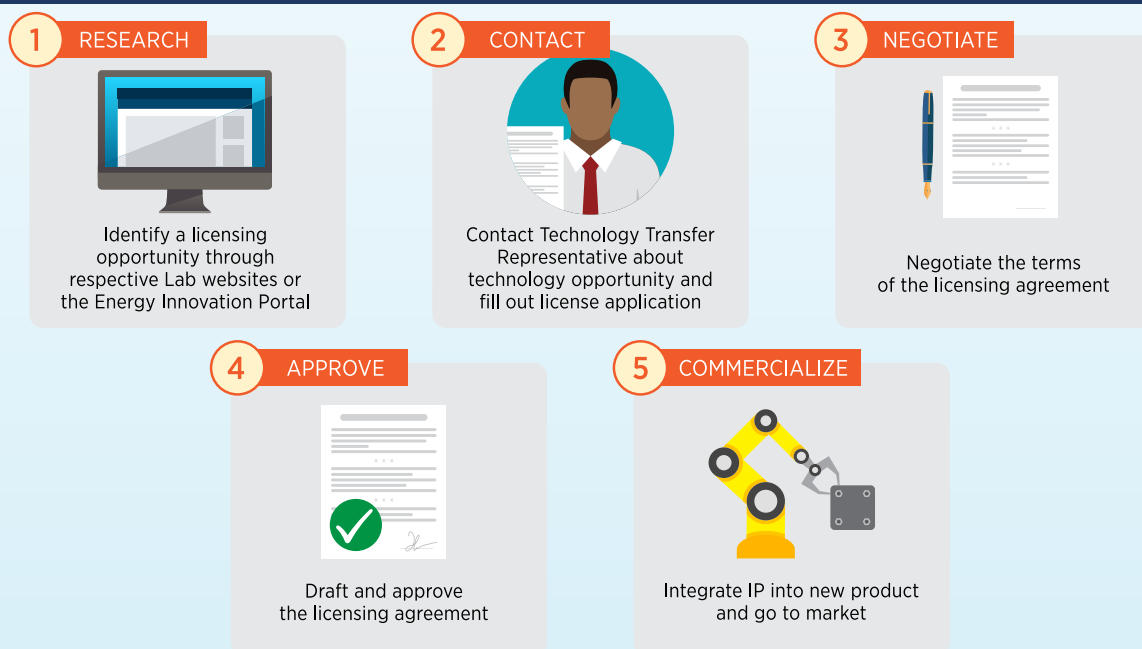 1 RESEARCH
Identify a licensing
opportunity through
respective Lab websites or
the Energy Innovation Portal
2 CONTACT
Contact Technology Transfer
Representative about
technology opportunity and
fill out license application
3 NEGOTIATE
Negotiate the terms
of the licensing agreement
4 APPROVE
Draft and approve
the licensing agreement
5 COMMERCIALIZE
Integrate IP into new product
and go to market